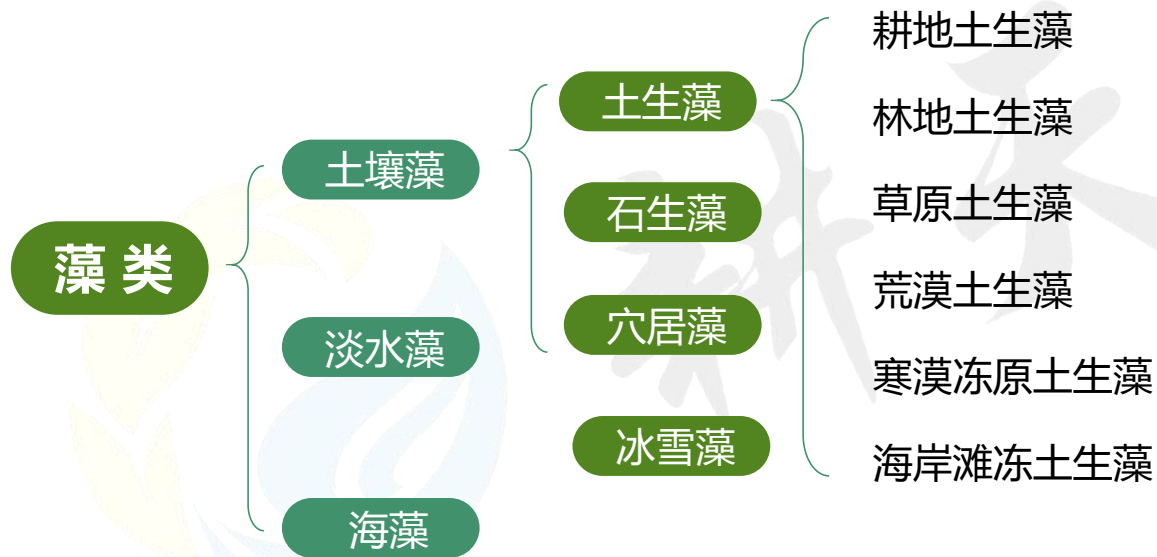 藻类
土壤藻
淡水藻
海藻
土生藻
石生藻
穴居藻
冰雪藻
耕地土生藻
林地土生藻
草原土生藻
荒漠土生藻
寒漠冻原土生藻
海岸滩冻土生藻
耕天